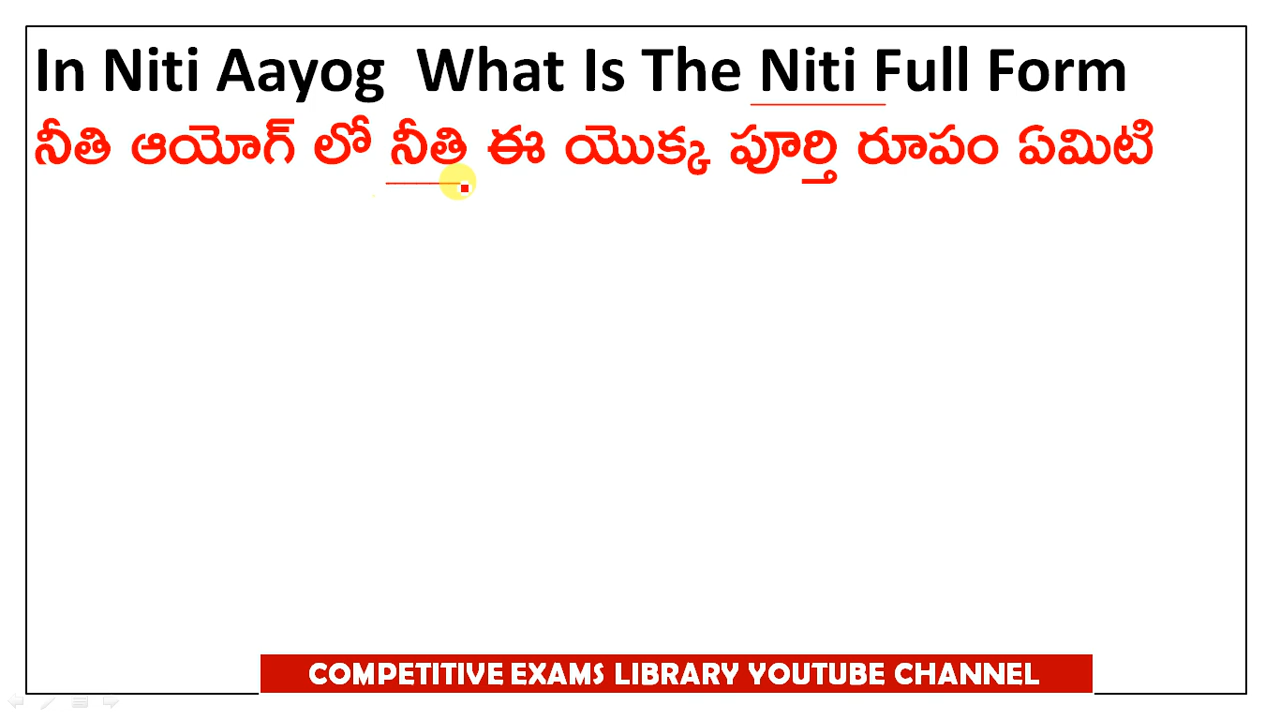 In Niti Aayog What Is The Niti Full Form
నీతి ఆయోగ్ లో నీతి ఈ యొక్క పూర్తి రూపం ఏమిటి
COMPETITIVE EXAMS LIBRARY YOUTUBE CHANNEL